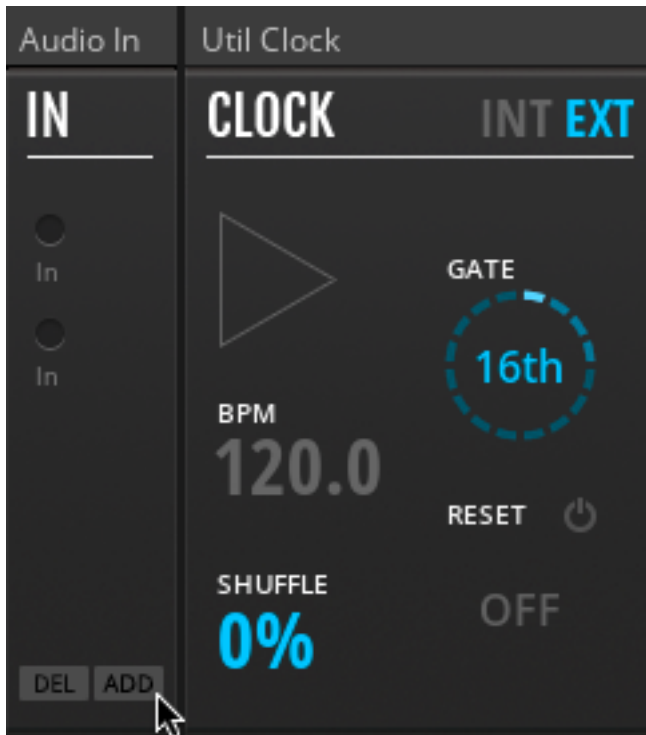 Audio In
Util Clock
IN
CLOCK
INT EXT
In
In
GATE
16th
BPM
120.0
RESET
SHUFFLE
0%
OFF
DEL ADD